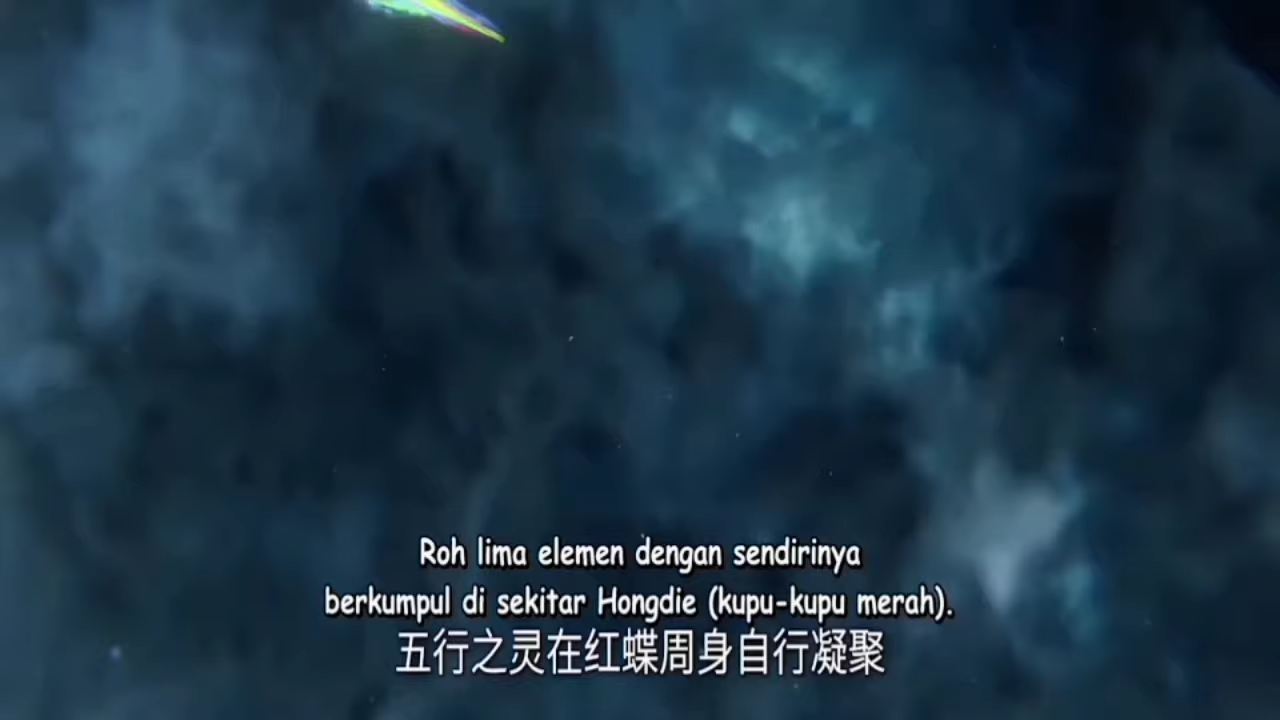 Roh lima elemen dengan sendirinya
berkumpul di sekitar Hongdie (kupu-kupu merah).
五行之灵在红蝶周身自行凝聚